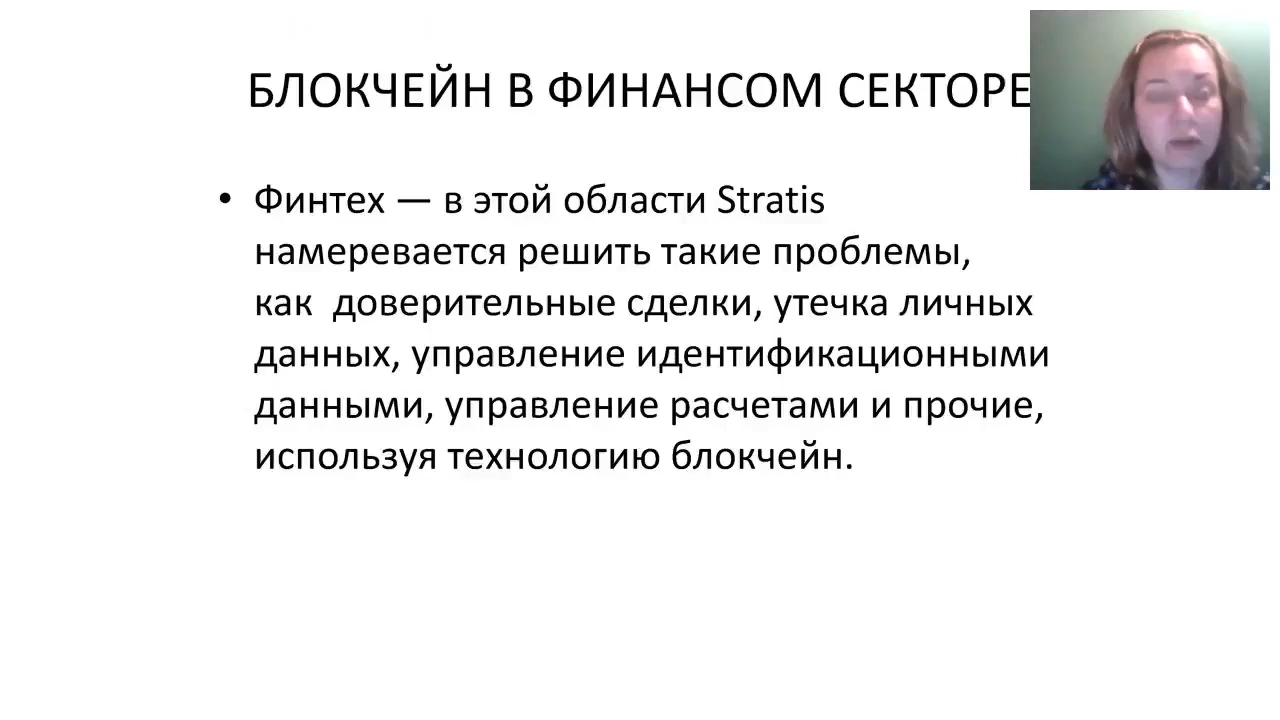 БЛОКЧЕЙН В ФИНАНСОМ СЕКТОРЕ
• Финтех — в этой области Stratis
намеревается решить такие проблемы,
как  доверительные сделки, утечка личных
данных, управление идентификационными
данными, управление расчетами и прочие,
используя технологию блокчейн.